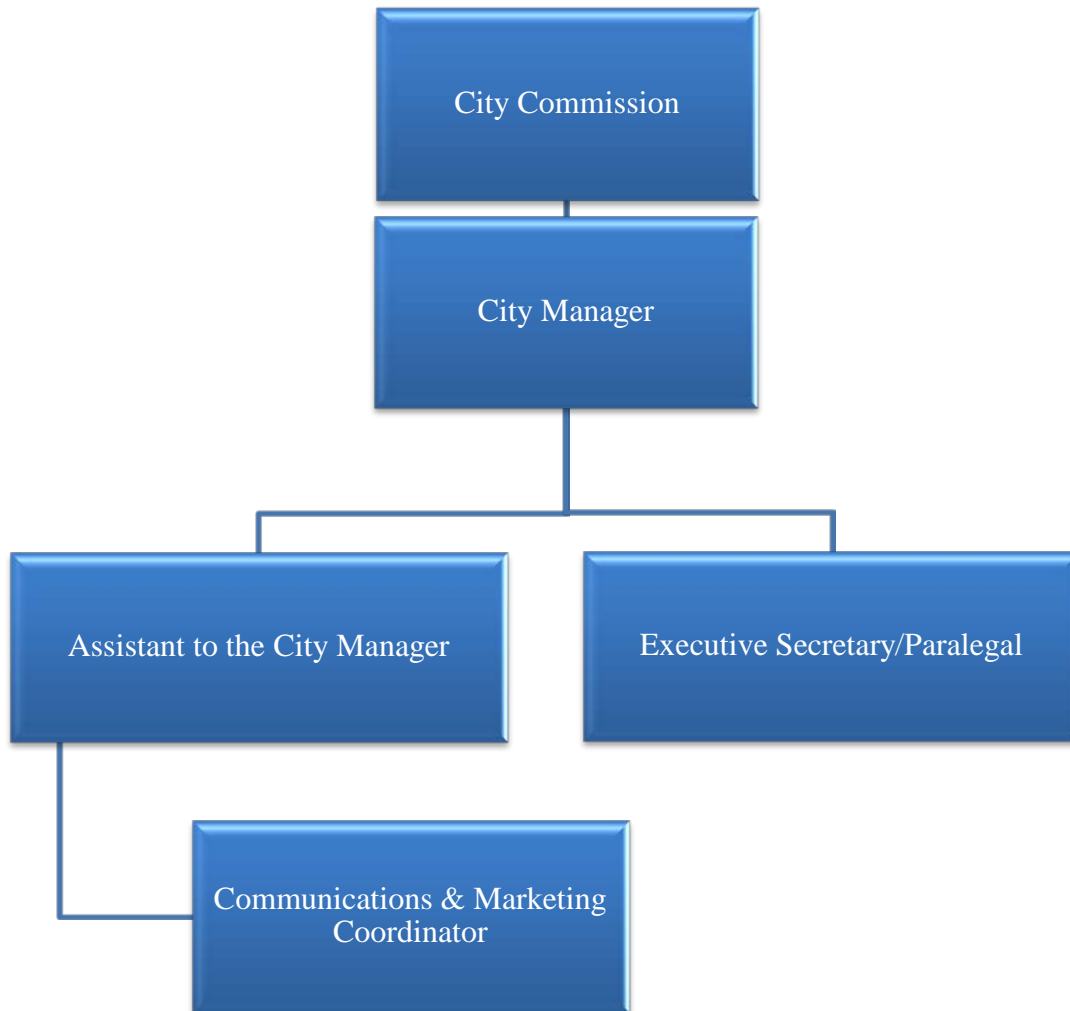 City Commission
City Manager
Assistant to the City Manager
Executive Secretary/Paralegal
Communications & Marketing
Coordinator